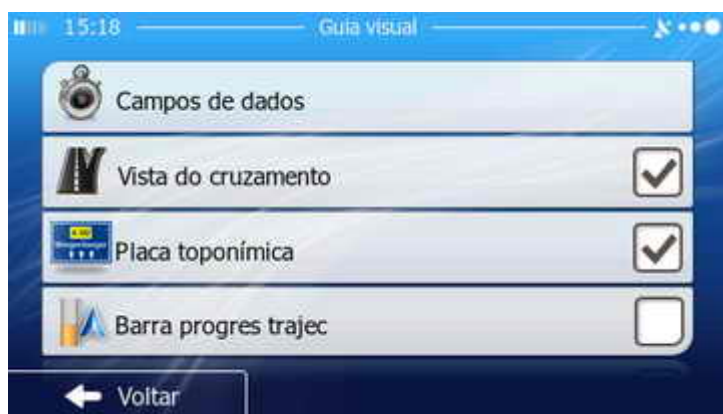 15:18
Guia visual
Campos de dados
Vista do cruzamento
Placa toponímica
Barra progres trajec
Voltar